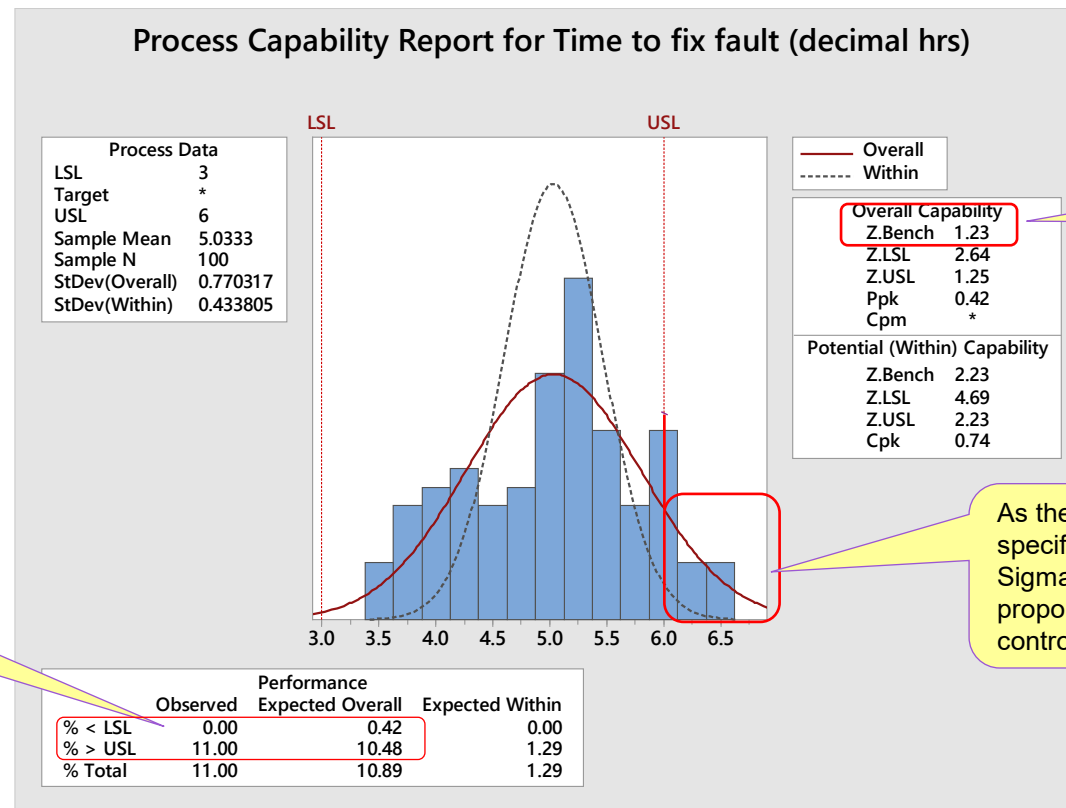 Process Capability Report for Time to fix fault (decimal hrs)
LSL USL
Process Data
LSL 3
Target *
USL 6
Sample Mean 5.0333
Sample N 100
StDev(Overall) 0.770317
StDev(Within) 0.433805
Overall
Within
Overall Capability
Z.Bench 1.23
Z.LSL 2.64
Z.USL 1.25
Ppk 0.42
Cpm *
Potential (Within) Capability
Z.Bench 2.23
Z.LSL 4.69
Z.USL 2.23
Cpk 0.74
As the
specif
Sigma
propo
contro
3.0 3.5 4.0 4.5 5.0 5.5 6.0 6.5
Performance
Observed Expected Overall Expected Within
% < LSL 0.00 0.42 0.00
% > USL 11.00 10.48 1.29
% Total 11.00 10.89 1.29